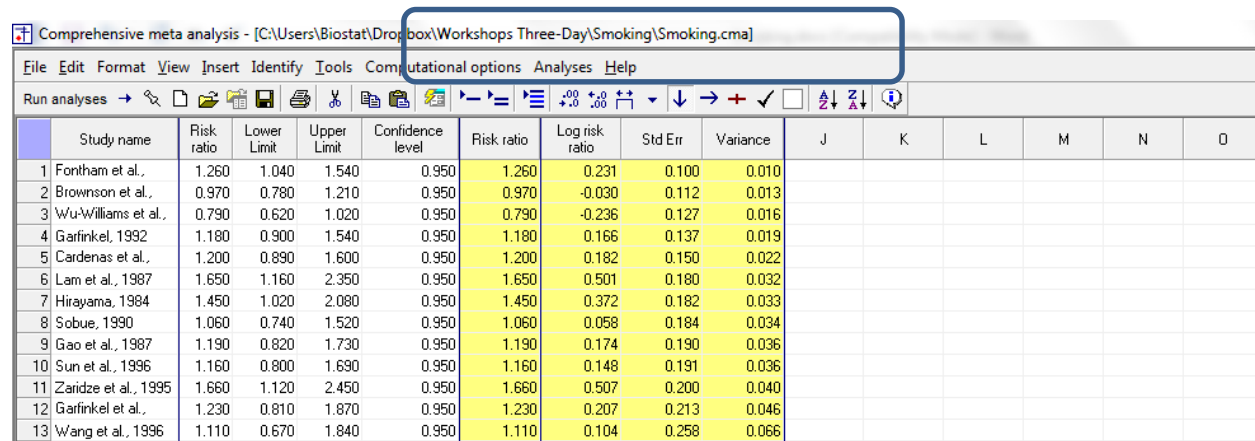 Comprehensive meta analysis - [C:\Users\Biostat\Dropbox\Workshops Three-Day\Smoking\Smoking.cma]
File Edit Format View Insert Identify Tools Computational options Analyses Help
Run analyses
Study name Risk ratio Lower Limit Upper Limit Confidence level Risk ratio Log risk ratio Std Err Variance J K L M N O
1 Fontham et al., 1.260 1.040 1.540 0.950 1.260 0.231 0.100 0.010
2 Brownson et al., 0.970 0.780 1.210 0.950 0.970 -0.030 0.112 0.013
3 Wu-Williams et al., 0.790 0.620 1.020 0.950 0.790 -0.236 0.127 0.016
4 Garfinkel, 1992 1.180 0.900 1.540 0.950 1.180 0.166 0.137 0.019
5 Cardenas et al., 1.200 0.890 1.600 0.950 1.200 0.182 0.150 0.022
6 Lam et al., 1987 1.650 1.160 2.350 0.950 1.650 0.501 0.180 0.032
7 Hirayama, 1984 1.450 1.020 2.080 0.950 1.450 0.372 0.182 0.033
8 Sobue, 1990 1.060 0.740 1.520 0.950 1.060 0.058 0.184 0.034
9 Gao et al., 1987 1.190 0.820 1.730 0.950 1.190 0.174 0.190 0.036
10 Sun et al., 1996 1.160 0.800 1.690 0.950 1.160 0.148 0.191 0.036
11 Zaridze et al., 1995 1.660 1.120 2.450 0.950 1.660 0.507 0.200 0.040
12 Garfinkel et al., 1.230 0.810 1.870 0.950 1.230 0.207 0.213 0.046
13 Wang et al., 1996 1.110 0.670 1.840 0.950 1.110 0.104 0.258 0.066